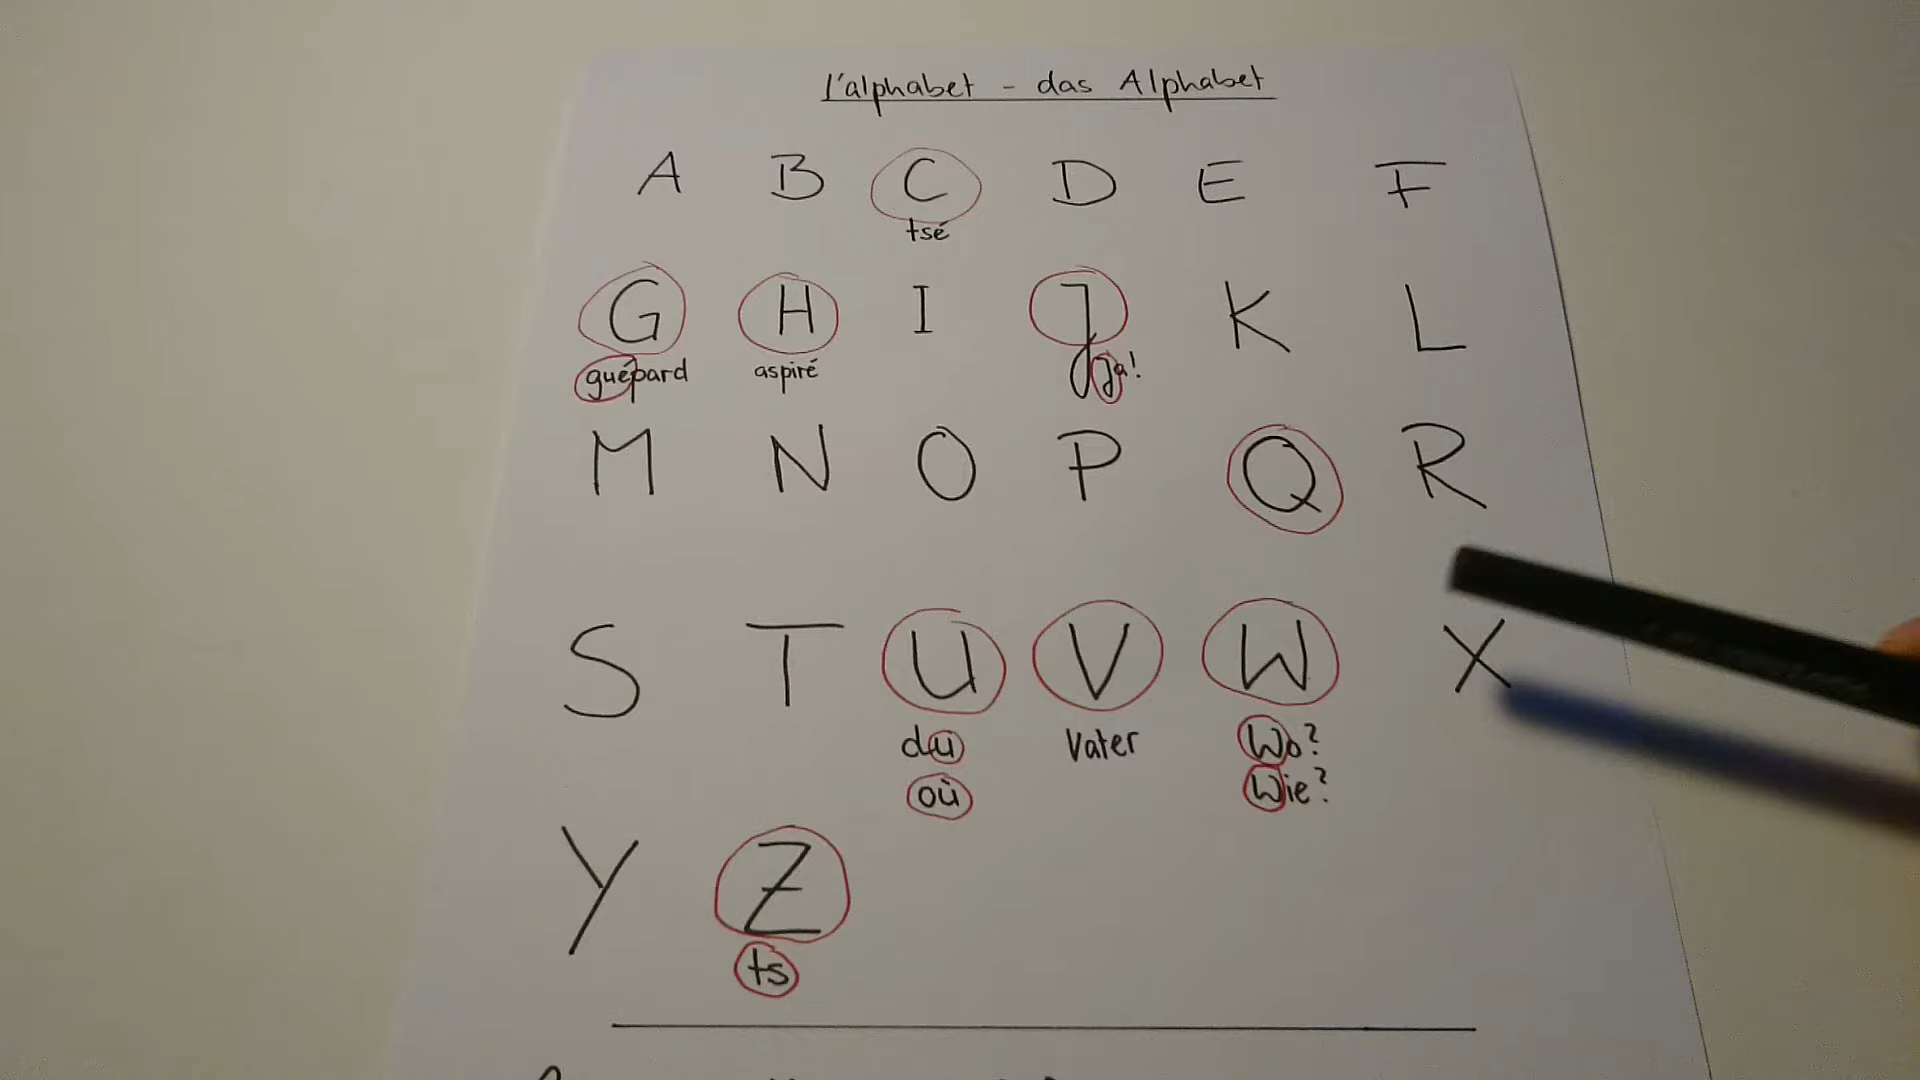 l'alphabet - das Alphabet
A B C D E F
tsé
G H I J K L
guépard aspiré Ja!
M N O P Q R
S T U V W X
du Vater Wo?
où Wie?
Y Z
ts